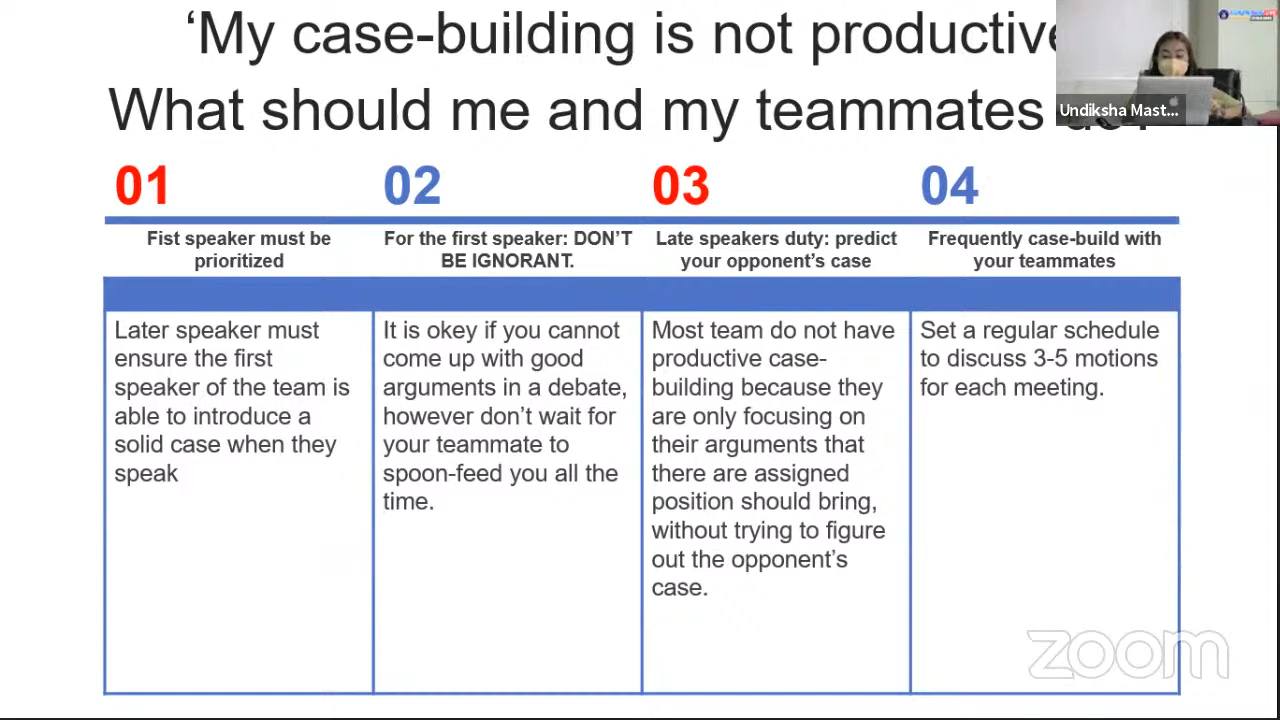 ‘My case-building is not productive
What should me and my teammates
Undiksha Mast...
01
02
03
04
Fist speaker must be
prioritized
For the first speaker: DON’T
BE IGNORANT.
Late speakers duty: predict
your opponent’s case
Frequently case-build with
your teammates
Later speaker must
ensure the first
speaker of the team is
able to introduce a
solid case when they
speak
It is okey if you cannot
come up with good
arguments in a debate,
however don’t wait for
your teammate to
spoon-feed you all the
time.
Most team do not have
productive case-
building because they
are only focusing on
their arguments that
there are assigned
position should bring,
without trying to figure
out the opponent’s
case.
Set a regular schedule
to discuss 3-5 motions
for each meeting.
zoom